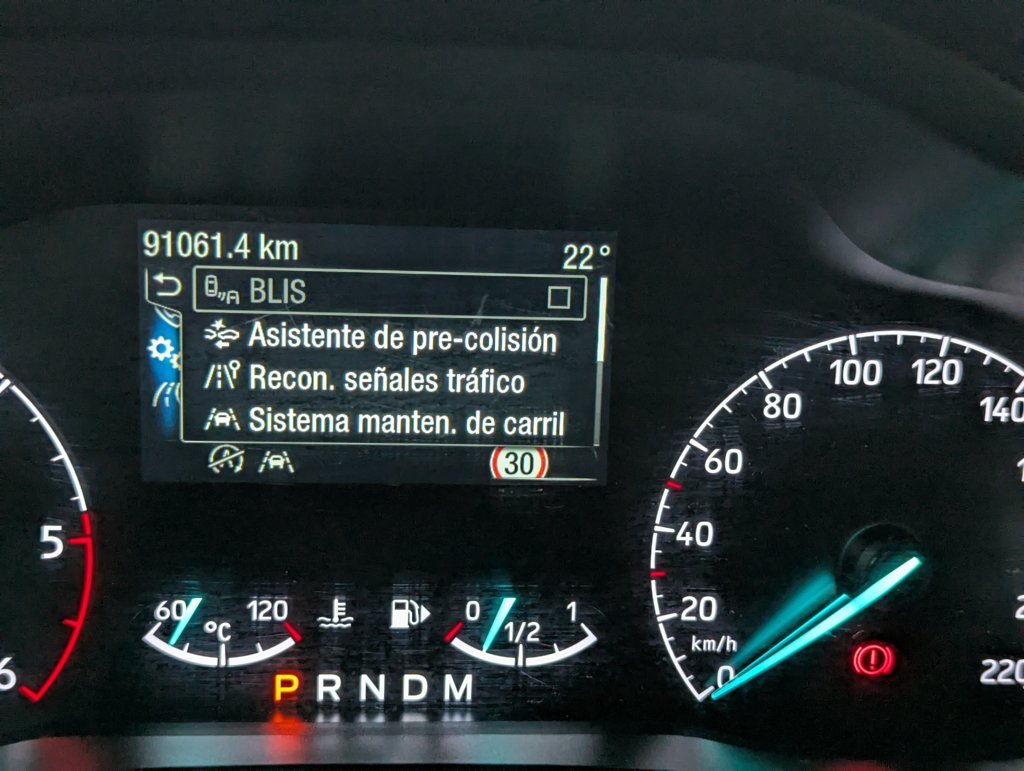 91061.4 km 22°
BLIS
Asistente de pre-colisión
Recon. señales tráfico
Sistema manten. de carril
30
5
6
60 °C 120
0 1/2 1
P R N D M
0 20 40 60 80 100 120 140 220
km/h